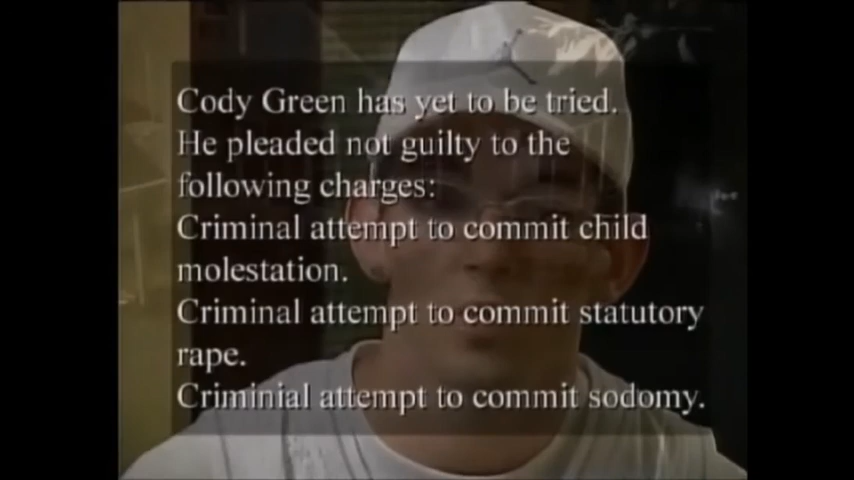 Cody Green has yet to be tried.
He pleaded not guilty to the
following charges:
Criminal attempt to commit child
molestation.
Criminal attempt to commit statutory
rape.
Criminial attempt to commit sodomy.